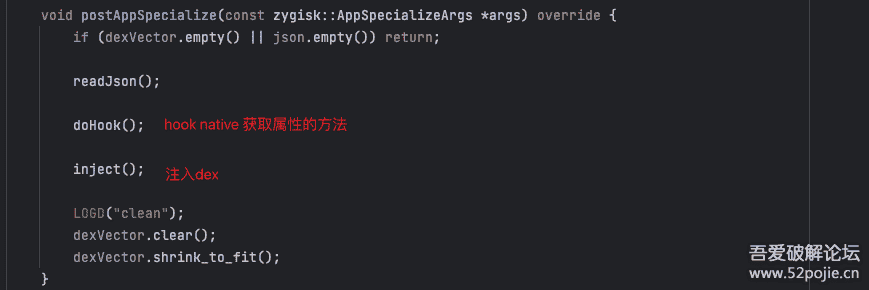 void postAppSpecialize(const zygisk::AppSpecializeArgs *args) override {
if (dexVector.empty() || json.empty()) return;
readJson();
doHook(); hook native 获取属性的方法
inject(); 注入dex
LOGD("clean");
dexVector.clear();
dexVector.shrink_to_fit();
}
吾爱破解论坛
www.52pojie.cn